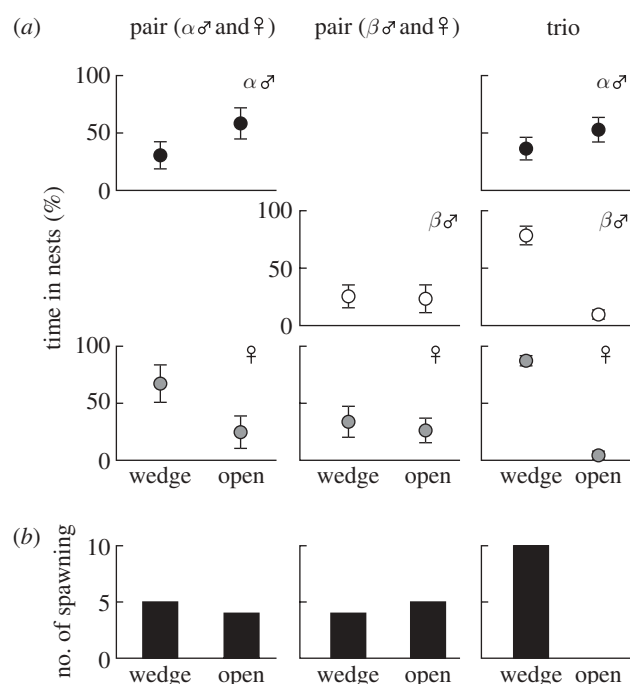 (a) pair (α♂ and ♀) pair (β♂ and ♀) trio
time in nests (%)
100 α♂ α♂
50
0
100 β♂ β♂
50
0
100 ♀ ♀ ♀
50
0
wedge open wedge open wedge open
(b)
no. of spawning
10
5
0
wedge open wedge open wedge open